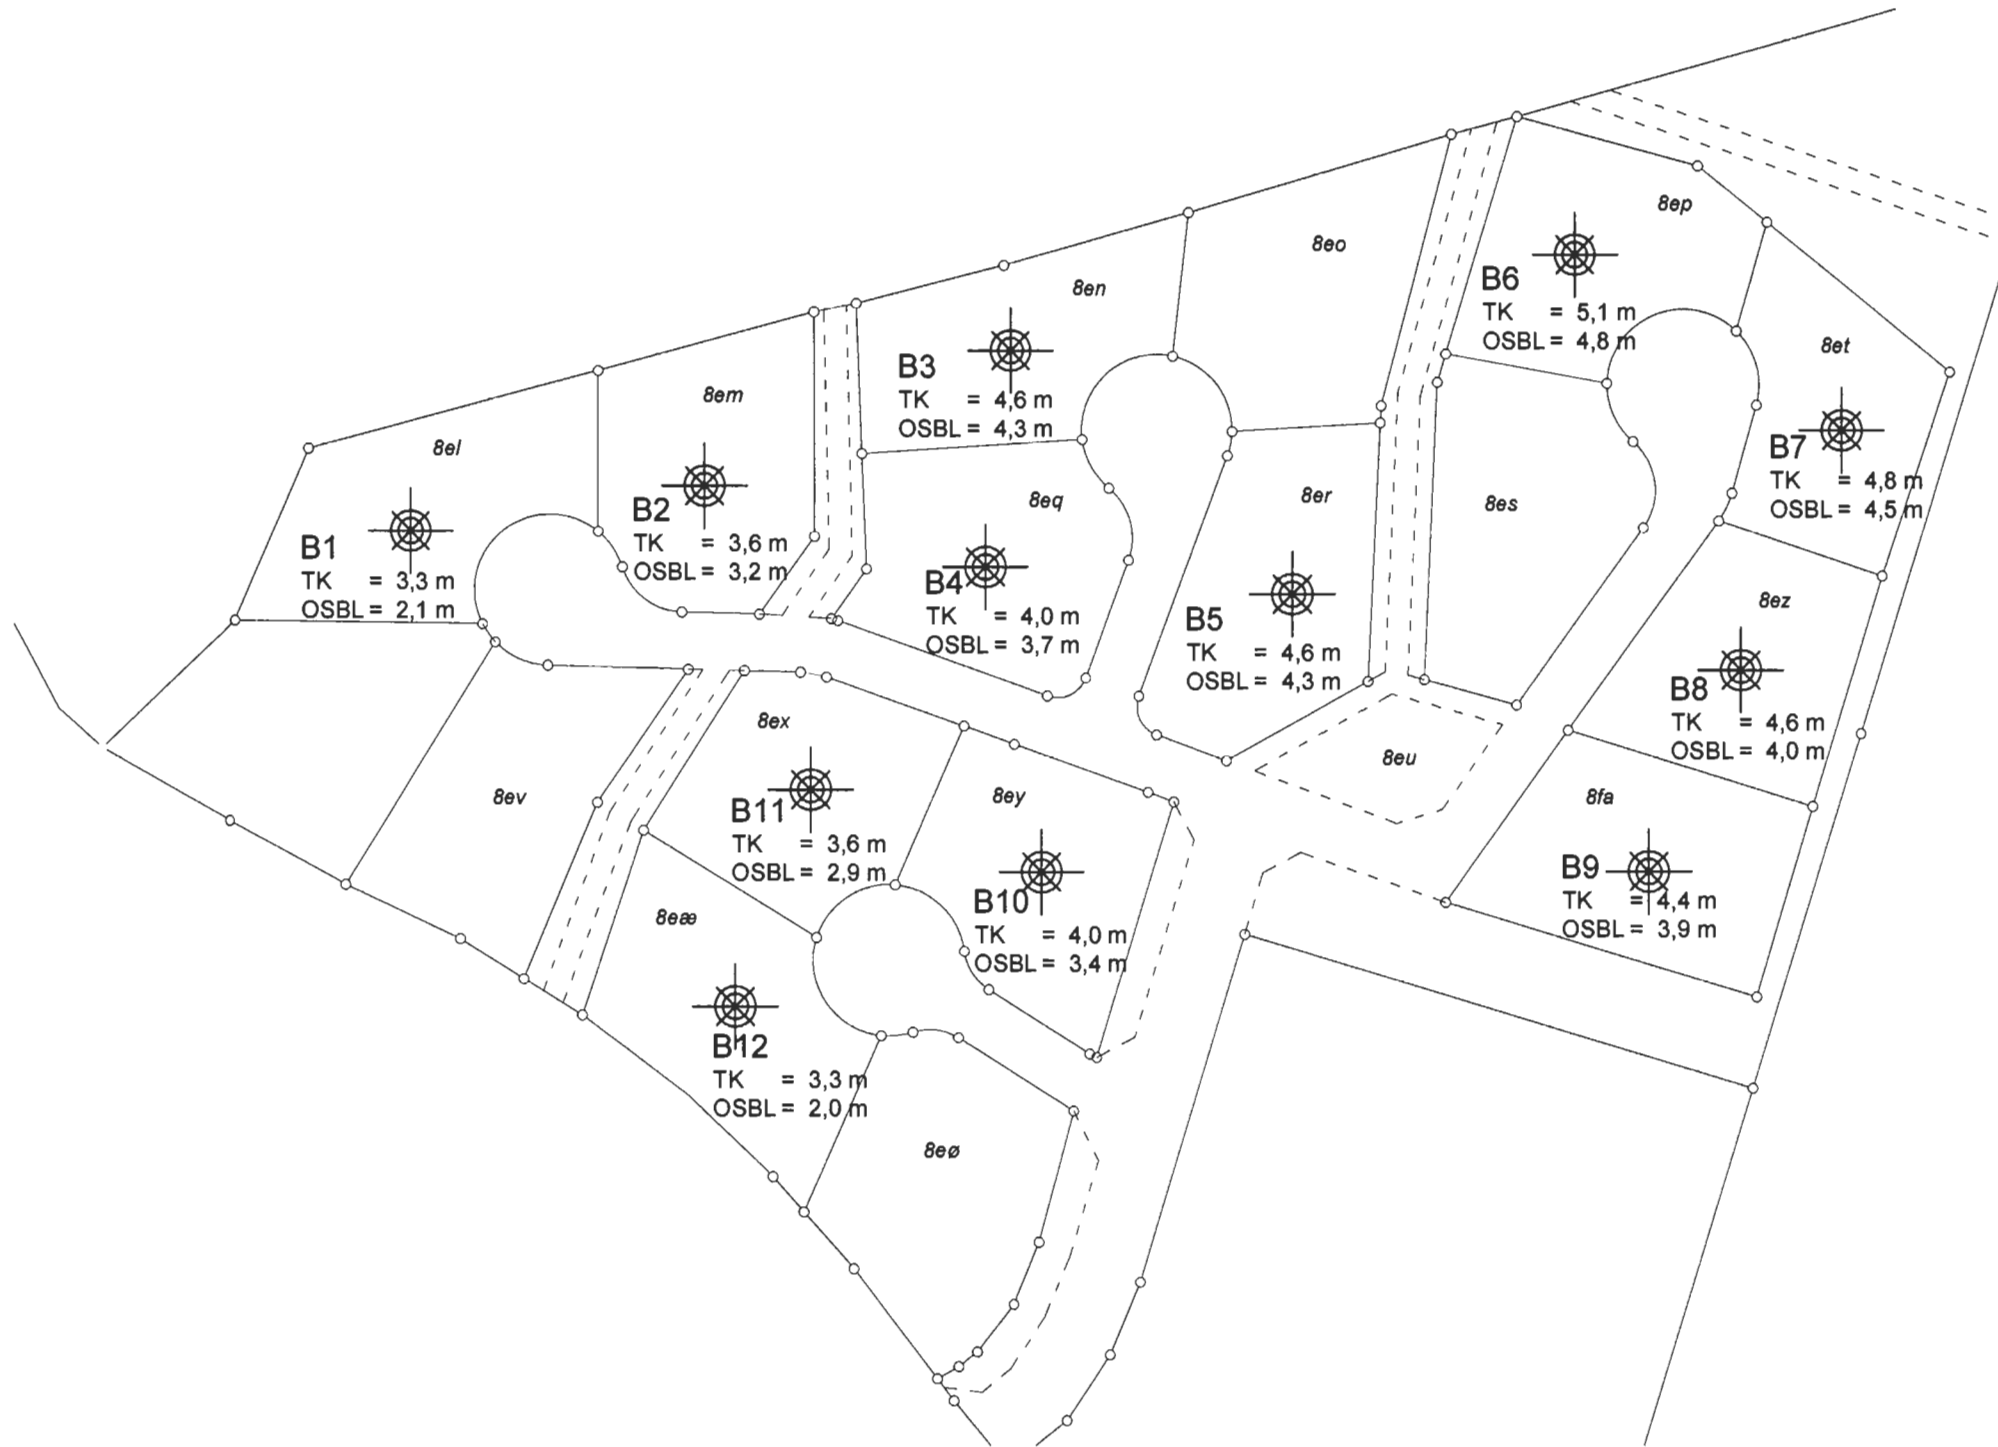 8ep
8eo
B6
TK = 5,1 m
OSBL = 4,8 m
8en
B3
TK = 4,6 m
OSBL = 4,3 m
8et
B7
TK = 4,8 m
OSBL = 4,5 m
8em
B2
TK = 3,6 m
OSBL = 3,2 m
8el
B1
TK = 3,3 m
OSBL = 2,1 m
8eq
B4
TK = 4,0 m
OSBL = 3,7 m
8er
B5
TK = 4,6 m
OSBL = 4,3 m
8es
8ez
B8
TK = 4,6 m
OSBL = 4,0 m
8ex
B11
TK = 3,6 m
OSBL = 2,9 m
8eu
8ev
8ey
B10
TK = 4,0 m
OSBL = 3,4 m
8fa
B9
TK = 4,4 m
OSBL = 3,9 m
8eæ
B12
TK = 3,3 m
OSBL = 2,0 m
8eø